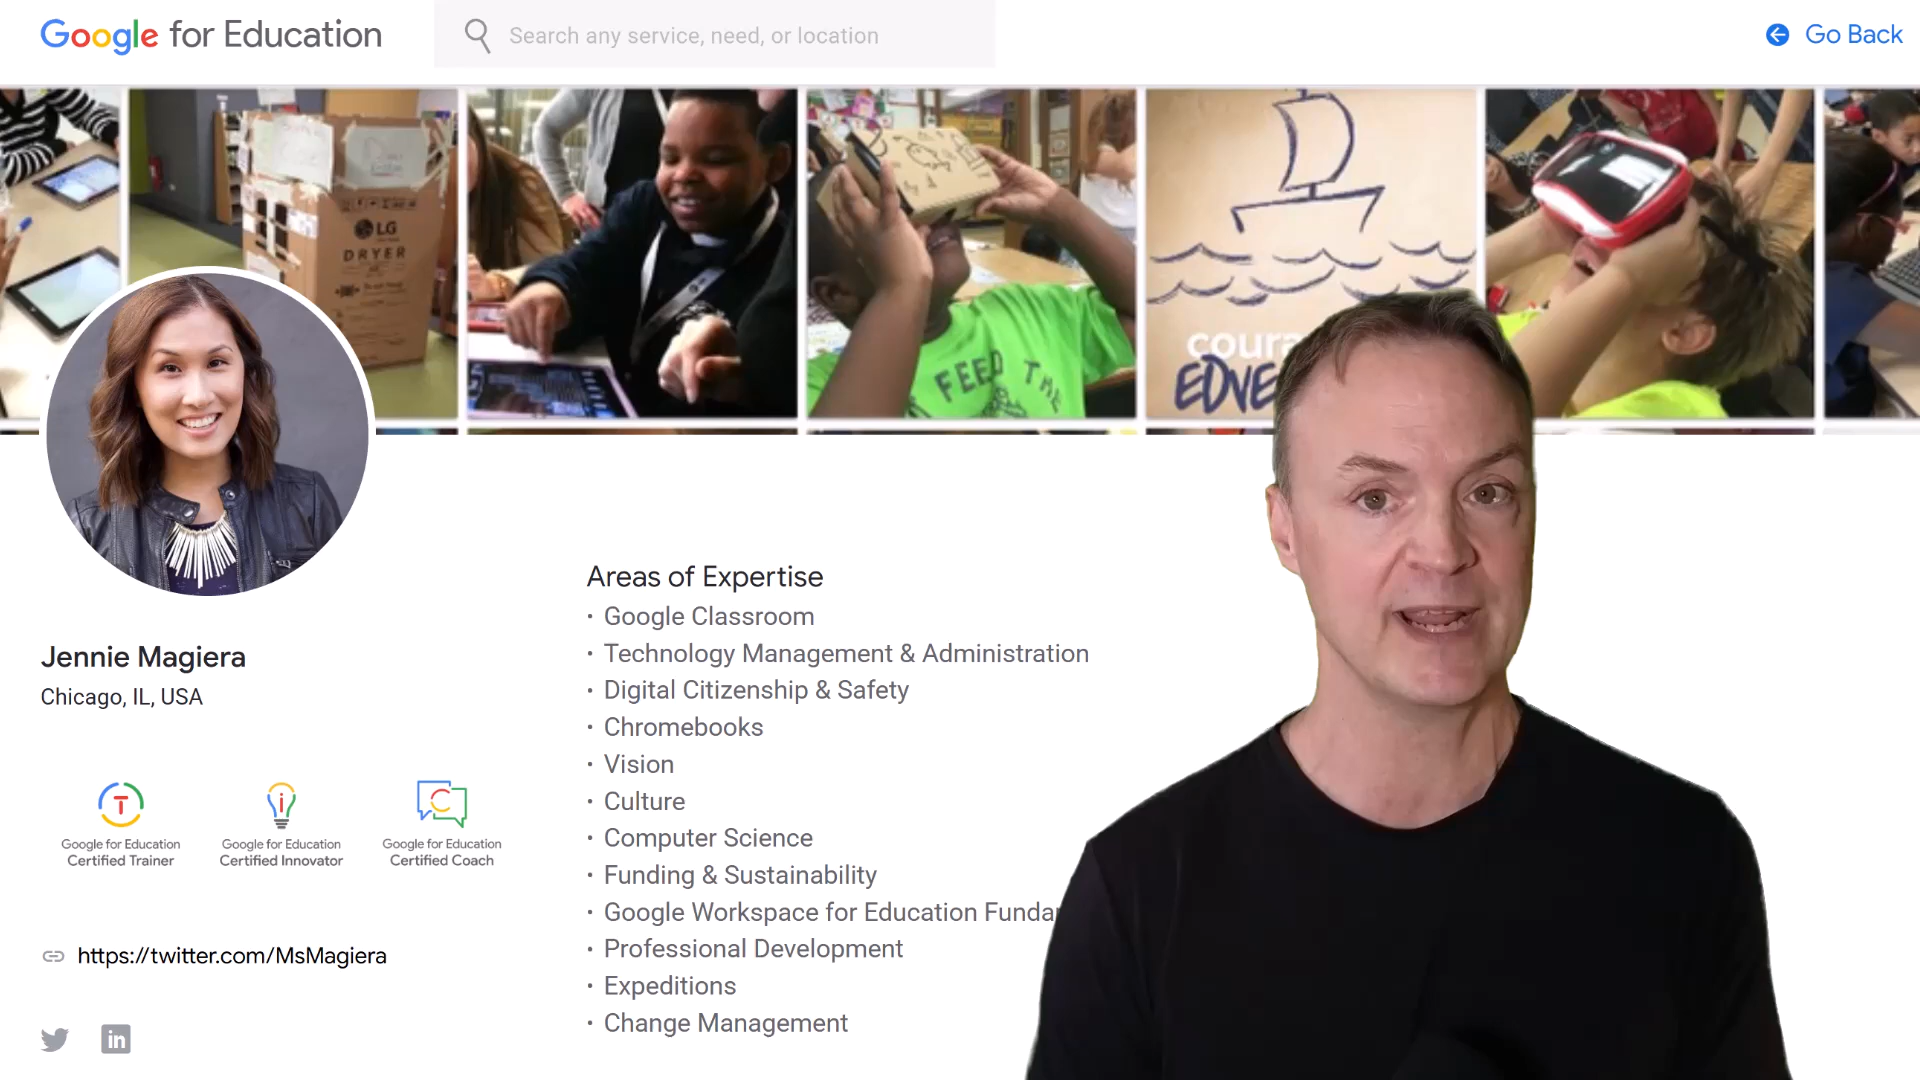 Google for Education
Search any service, need, or location
Go Back
LG
DRYER
FEED THE
EDVE
Jennie Magiera
Chicago, IL, USA
Google for Education
Certified Trainer
Google for Education
Certified Innovator
Google for Education
Certified Coach
https://twitter.com/MsMagiera
in
Areas of Expertise
• Google Classroom
• Technology Management & Administration
• Digital Citizenship & Safety
• Chromebooks
• Vision
• Culture
• Computer Science
• Funding & Sustainability
• Google Workspace for Education Funda
• Professional Development
• Expeditions
• Change Management